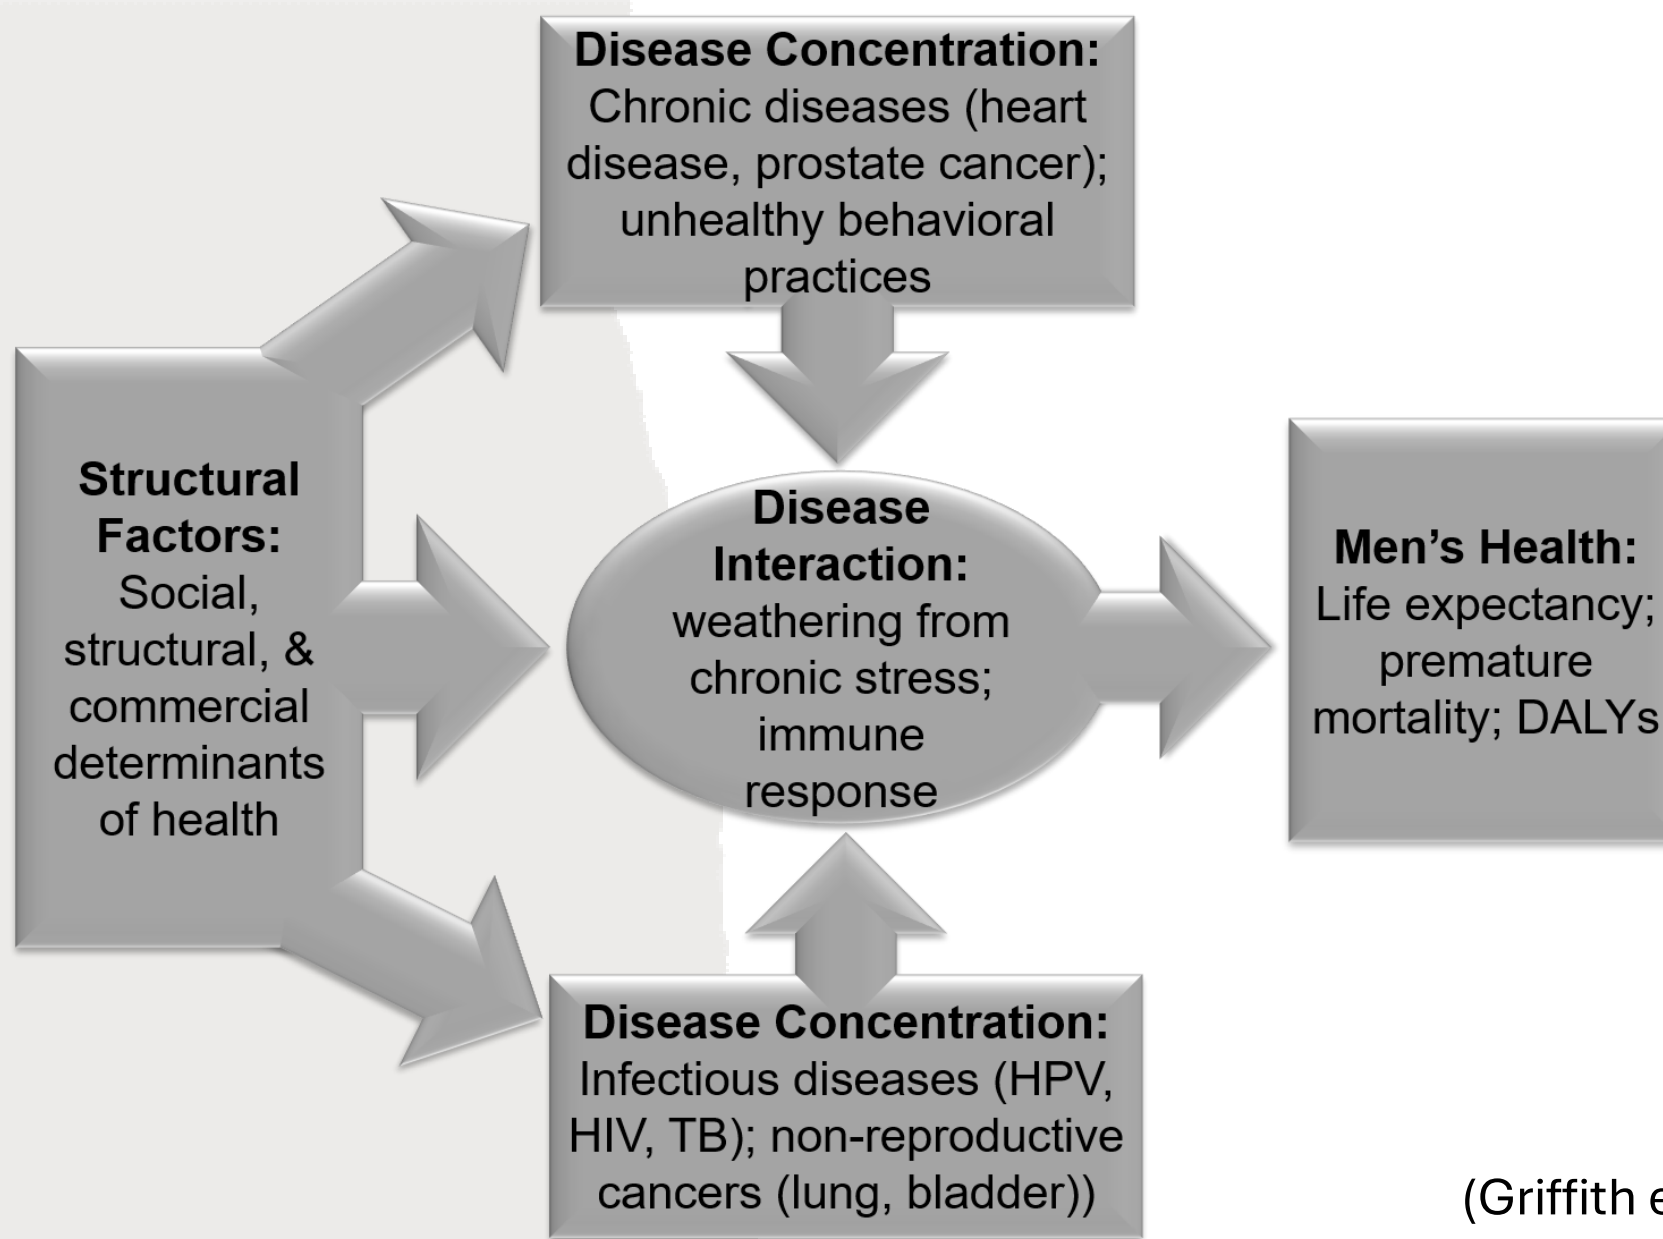 Disease Concentration:
Chronic diseases (heart
disease, prostate cancer);
unhealthy behavioral
practices
Structural
Factors:
Social,
structural, &
commercial
determinants
of health
Disease
Interaction:
weathering from
chronic stress;
immune
response
Men’s Health:
Life expectancy;
premature
mortality; DALYs
Disease Concentration:
Infectious diseases (HPV,
HIV, TB); non-reproductive
cancers (lung, bladder))
(Griffith